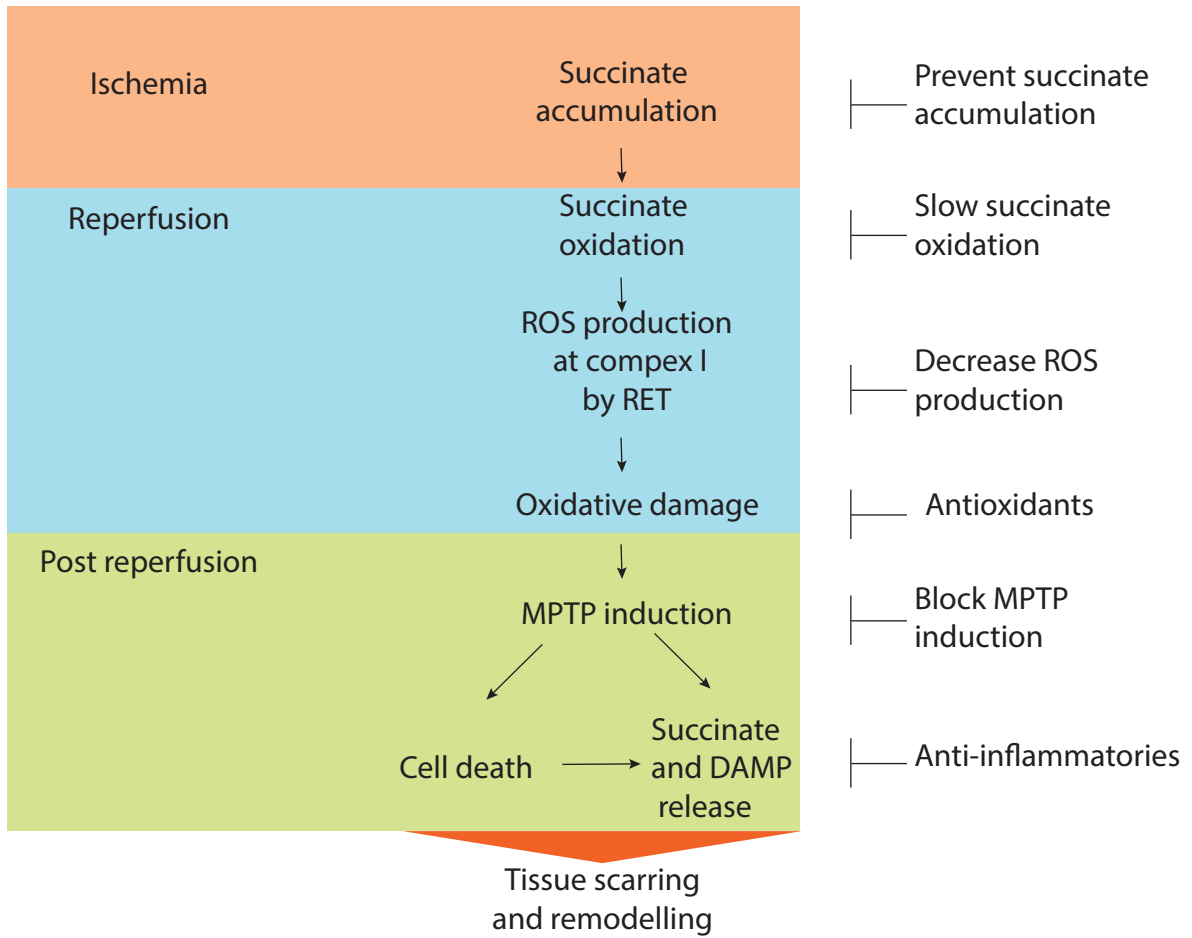 Ischemia
Succinate
accumulation
Prevent succinate
accumulation
Reperfusion
Succinate
oxidation
Slow succinate
oxidation
ROS production
at compex I
by RET
Decrease ROS
production
Oxidative damage
Antioxidants
Post reperfusion
MPTP induction
Block MPTP
induction
Cell death
Succinate
and DAMP
release
Anti-inflammatories
Tissue scarring
and remodelling